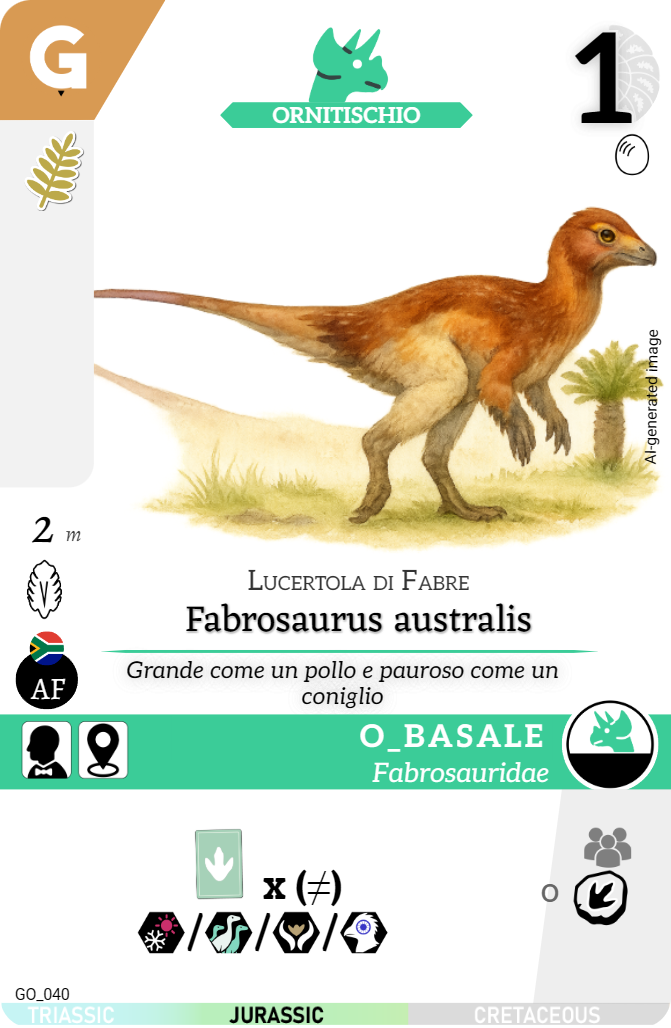 G
ORNITISCHIO
1
AI-generated image
2 m
LUCERTOLA DI FABRE
Fabrosaurus australis
AF
Grande come un pollo e pauroso come un
coniglio
O_BASALE
Fabrosauridae
x (≠)
/ / /
O
GO_040
TRIASSIC JURASSIC CRETACEOUS